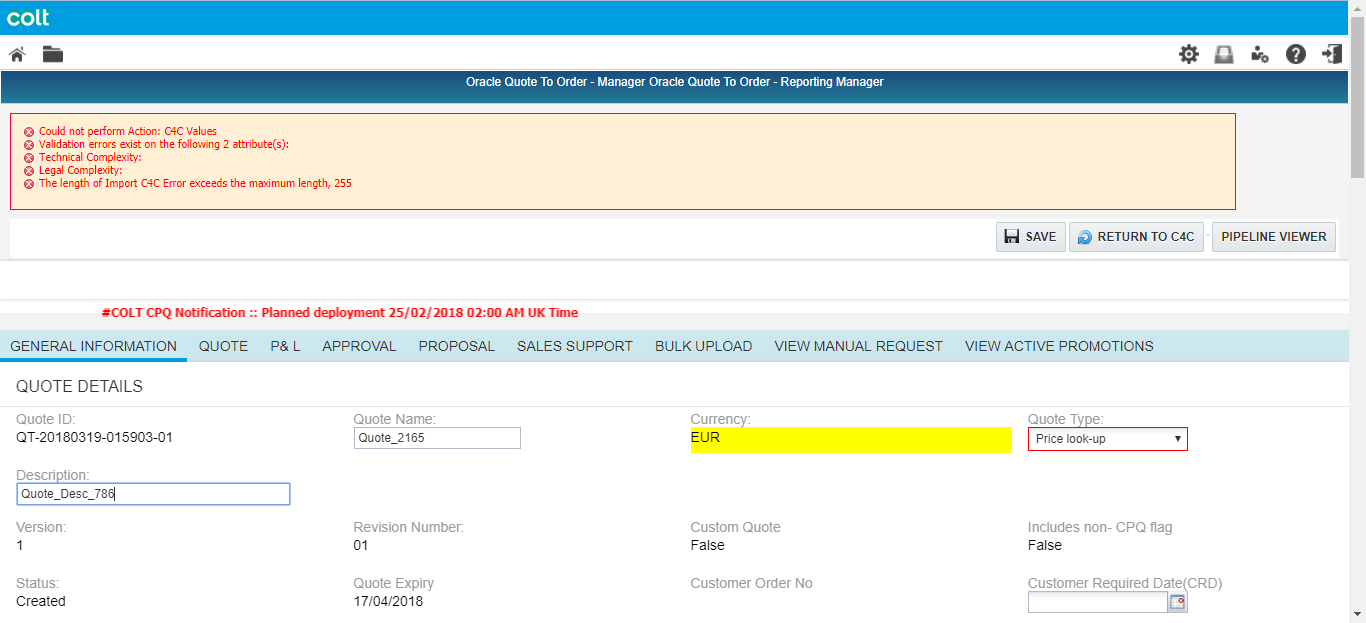 colt
Oracle Quote To Order - Manager Oracle Quote To Order - Reporting Manager
Could not perform Action: C4C Values
Validation errors exist on the following 2 attribute(s):
Technical Complexity:
Legal Complexity:
The length of Import C4C Error exceeds the maximum length, 255
SAVE RETURN TO C4C PIPELINE VIEWER
#COLT CPQ Notification :: Planned deployment 25/02/2018 02:00 AM UK Time
GENERAL INFORMATION QUOTE P& L APPROVAL PROPOSAL SALES SUPPORT BULK UPLOAD VIEW MANUAL REQUEST VIEW ACTIVE PROMOTIONS
QUOTE DETAILS
Quote ID: Quote Name: Currency: Quote Type:
QT-20180319-015903-01 Quote_2165 EUR Price look-up
Description:
Quote_Desc_786
Version: Revision Number: Custom Quote Includes non- CPQ flag
1 01 False False
Status: Quote Expiry Customer Order No Customer Required Date(CRD)
Created 17/04/2018